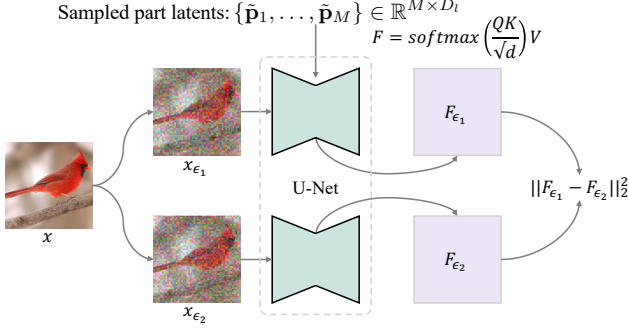 Sampled part latents: {p̃₁, . . . , p̃_M} ∈ ℝ^{M×D_l}
F = softmax(QK/√d)V
F_{ϵ₁}
x_{ϵ₁}
||F_{ϵ₁} − F_{ϵ₂}||₂²
U-Net
x
F_{ϵ₂}
x_{ϵ₂}